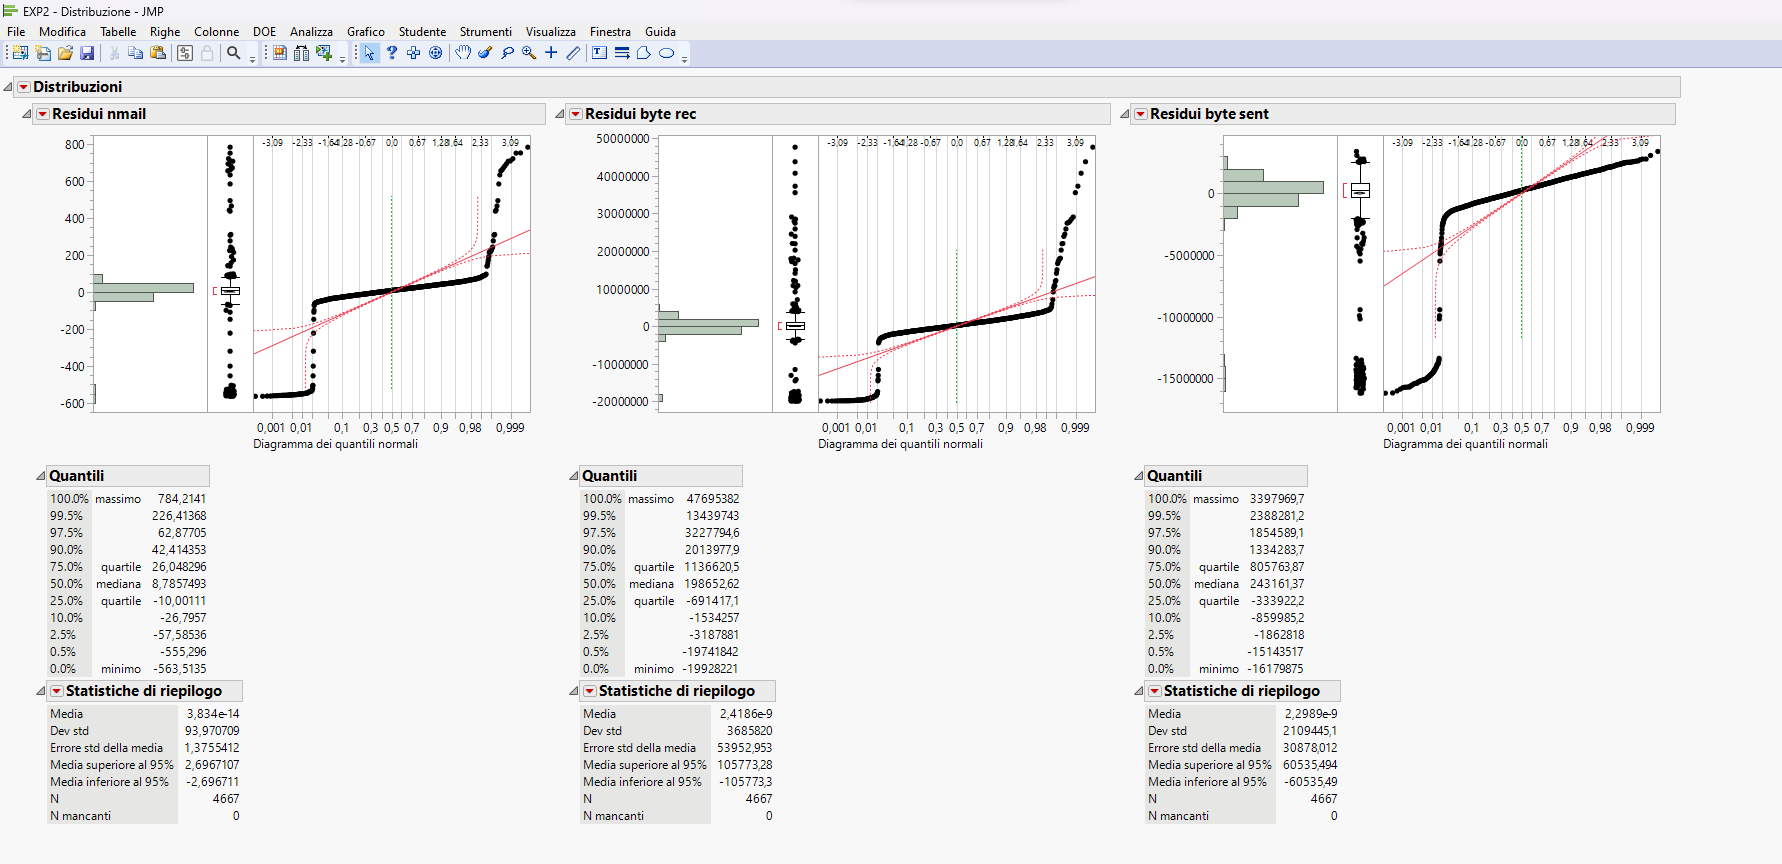 EXP2 - Distribuzione - JMP
File Modifica Tabelle Righe Colonne DOE Analizza Grafico Studente Strumenti Visualizza Finestra Guida
Distribuzioni
Residui nmail
800
600
400
200
0
-200
-400
-600
-3,09 -2,33 -1,64 -1,28 -0,67 0,0 0,67 1,28 1,64 2,33 3,09
0,001 0,01 0,1 0,3 0,5 0,7 0,9 0,98 0,999
Diagramma dei quantili normali
Quantili
100.0% massimo 784,2141
99.5% 226,41368
97.5% 62,87705
90.0% 42,414353
75.0% quartile 26,048296
50.0% mediana 8,7857493
25.0% quartile -10,00111
10.0% -26,7957
2.5% -57,58536
0.5% -555,296
0.0% minimo -563,5135
Statistiche di riepilogo
Media 3,834e-14
Dev std 93,970709
Errore std della media 1,3755412
Media superiore al 95% 2,6967107
Media inferiore al 95% -2,696711
N 4667
N mancanti 0
Residui byte rec
50000000
40000000
30000000
20000000
10000000
0
-10000000
-20000000
-3,09 -2,33 -1,64 -1,28 -0,67 0,0 0,67 1,28 1,64 2,33 3,09
0,001 0,01 0,1 0,3 0,5 0,7 0,9 0,98 0,999
Diagramma dei quantili normali
Quantili
100.0% massimo 47695382
99.5% 13439743
97.5% 3227794,6
90.0% 2013977,9
75.0% quartile 1136620,5
50.0% mediana 198652,62
25.0% quartile -691417,1
10.0% -1534257
2.5% -3187881
0.5% -19741842
0.0% minimo -19928221
Statistiche di riepilogo
Media 2,4186e-9
Dev std 3685820
Errore std della media 53952,953
Media superiore al 95% 105773,28
Media inferiore al 95% -105773,3
N 4667
N mancanti 0
Residui byte sent
0
-5000000
-10000000
-15000000
-3,09 -2,33 -1,64 -1,28 -0,67 0,0 0,67 1,28 1,64 2,33 3,09
0,001 0,01 0,1 0,3 0,5 0,7 0,9 0,98 0,999
Diagramma dei quantili normali
Quantili
100.0% massimo 3397969,7
99.5% 2388281,2
97.5% 1854589,1
90.0% 1334283,7
75.0% quartile 805763,87
50.0% mediana 243161,37
25.0% quartile -333922,2
10.0% -859985,2
2.5% -1862818
0.5% -15143517
0.0% minimo -16179875
Statistiche di riepilogo
Media 2,2989e-9
Dev std 2109445,1
Errore std della media 30878,012
Media superiore al 95% 60535,494
Media inferiore al 95% -60535,49
N 4667
N mancanti 0